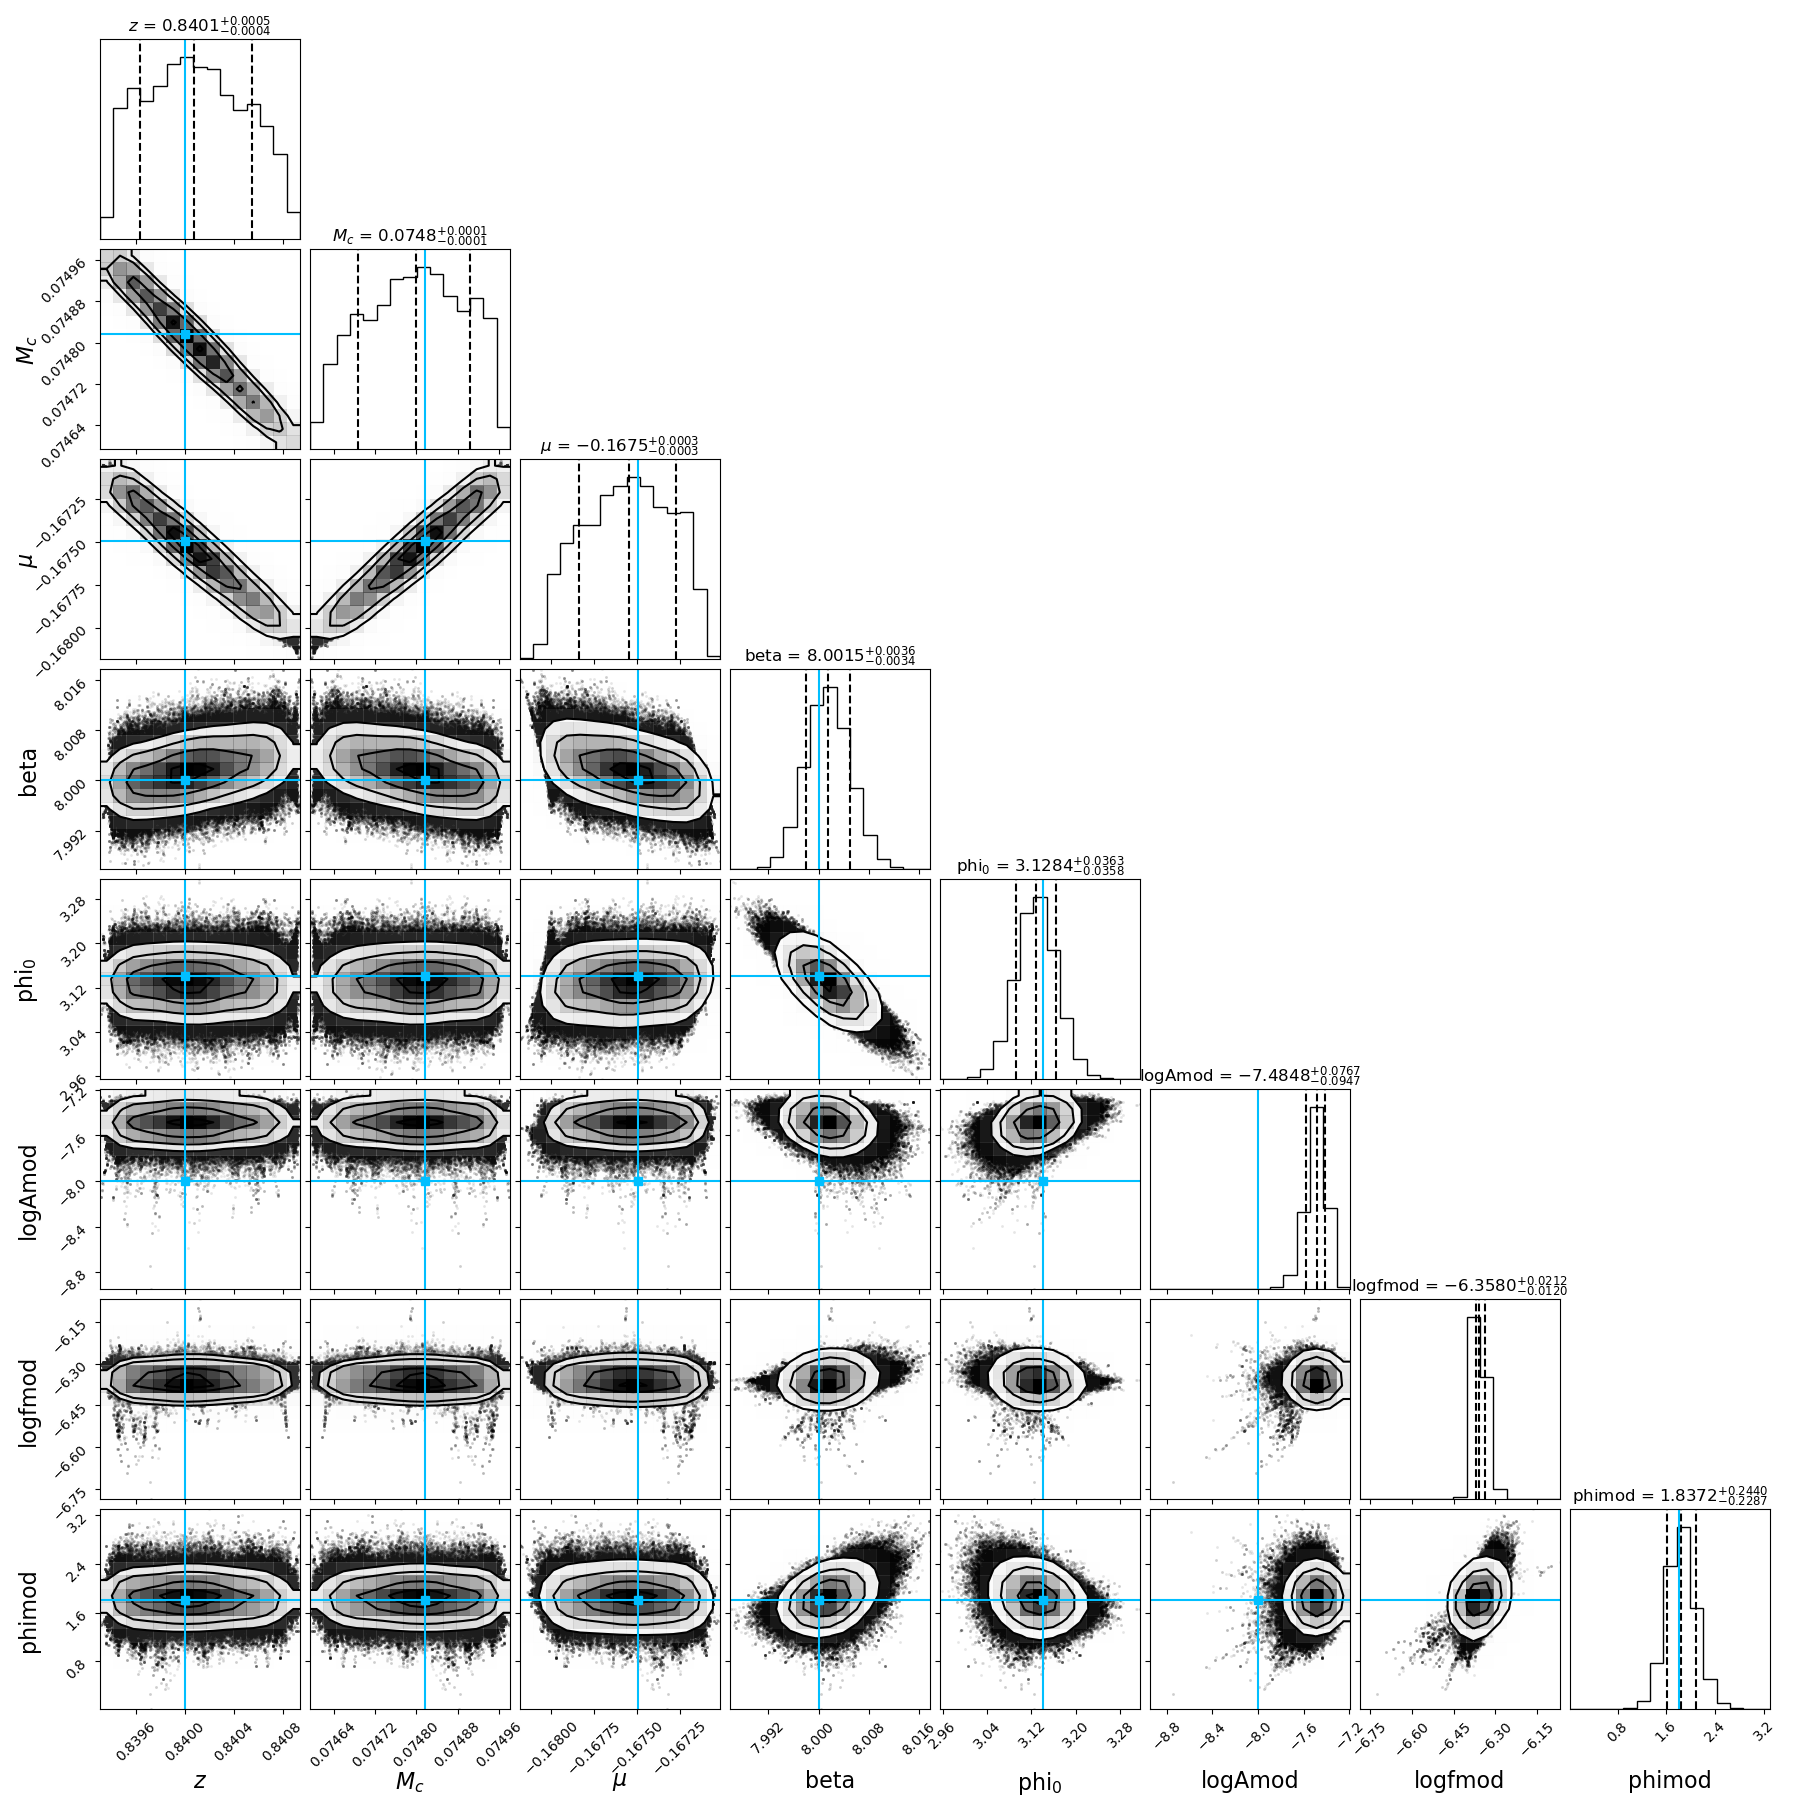 z = 0.8401+0.0005−0.0004
M_c = 0.0748+0.0001−0.0001
0.07496
0.07488
0.07480
0.07472
0.07464
M_c
μ = −0.1675+0.0003−0.0003
−0.16725
−0.16750
−0.16775
−0.16800
μ
beta = 8.0015+0.0036−0.0034
8.016
8.008
8.000
7.992
beta
phi_0 = 3.1284+0.0363−0.0358
3.28
3.20
3.12
3.04
2.96
phi_0
logAmod = −7.4848+0.0767−0.0947
−7.2
−7.6
−8.0
−8.4
−8.8
logAmod
logfmod = −6.3580+0.0212−0.0120
−6.15
−6.30
−6.45
−6.60
−6.75
logfmod
phimod = 1.8372+0.2440−0.2287
3.2
2.4
1.6
0.8
phimod
0.8396 0.8400 0.8404 0.8408 0.07464 0.07472 0.07480 0.07488 0.07496 −0.16800 −0.16775 −0.16750 −0.16725 7.992 8.000 8.008 8.016 2.96 3.04 3.12 3.20 3.28 −8.8 −8.4 −8.0 −7.6 −7.2 −6.75 −6.60 −6.45 −6.30 −6.15 0.8 1.6 2.4 3.2
z M_c μ beta phi_0 logAmod logfmod phimod